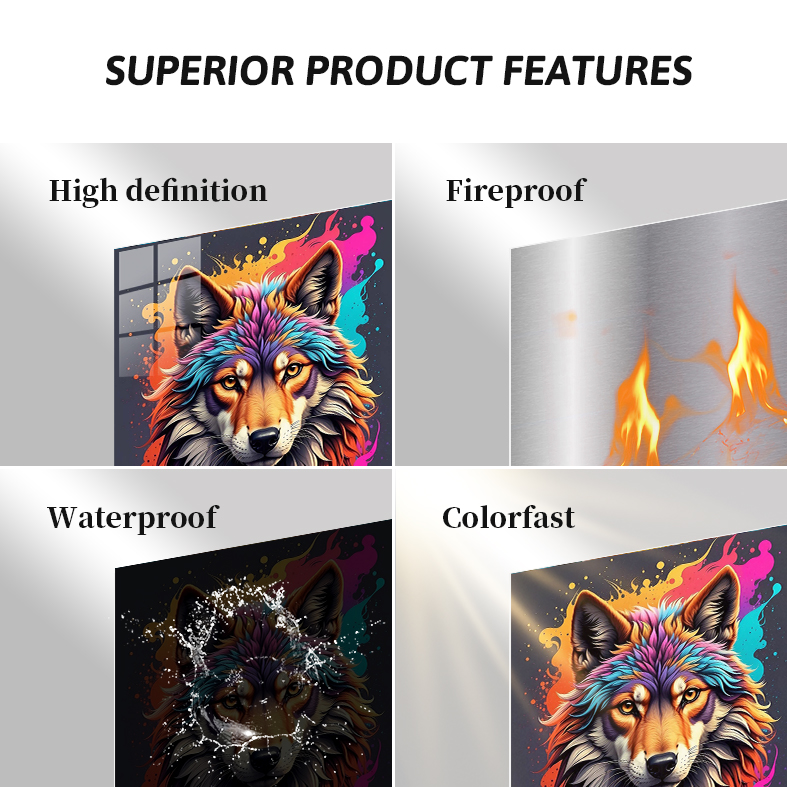 SUPERIOR PRODUCT FEATURES
High definition
Fireproof
Waterproof
Colorfast